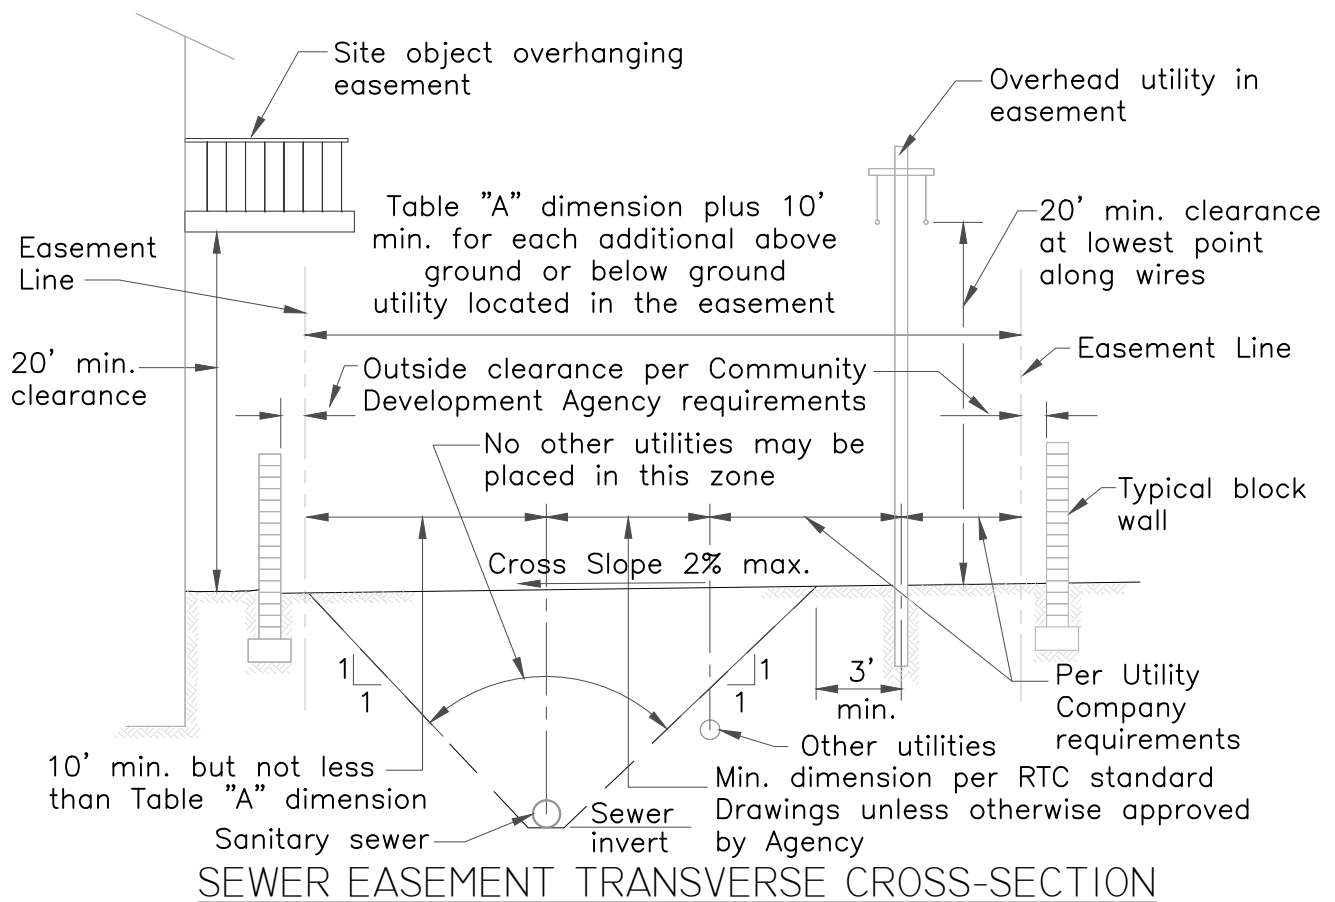 Site object overhanging
easement
Overhead utility in
easement
Table "A" dimension plus 10'
min. for each additional above
ground or below ground
utility located in the easement
20' min. clearance
at lowest point
along wires
Easement
Line
Easement Line
20' min.
clearance
Outside clearance per Community
Development Agency requirements
No other utilities may be
placed in this zone
Typical block
wall
Cross Slope 2% max.
1
1
1
1
3'
min.
Per Utility
Company
requirements
Other utilities
10' min. but not less
than Table "A" dimension
Min. dimension per RTC standard
Drawings unless otherwise approved
by Agency
Sanitary sewer
Sewer
invert
SEWER EASEMENT TRANSVERSE CROSS-SECTION